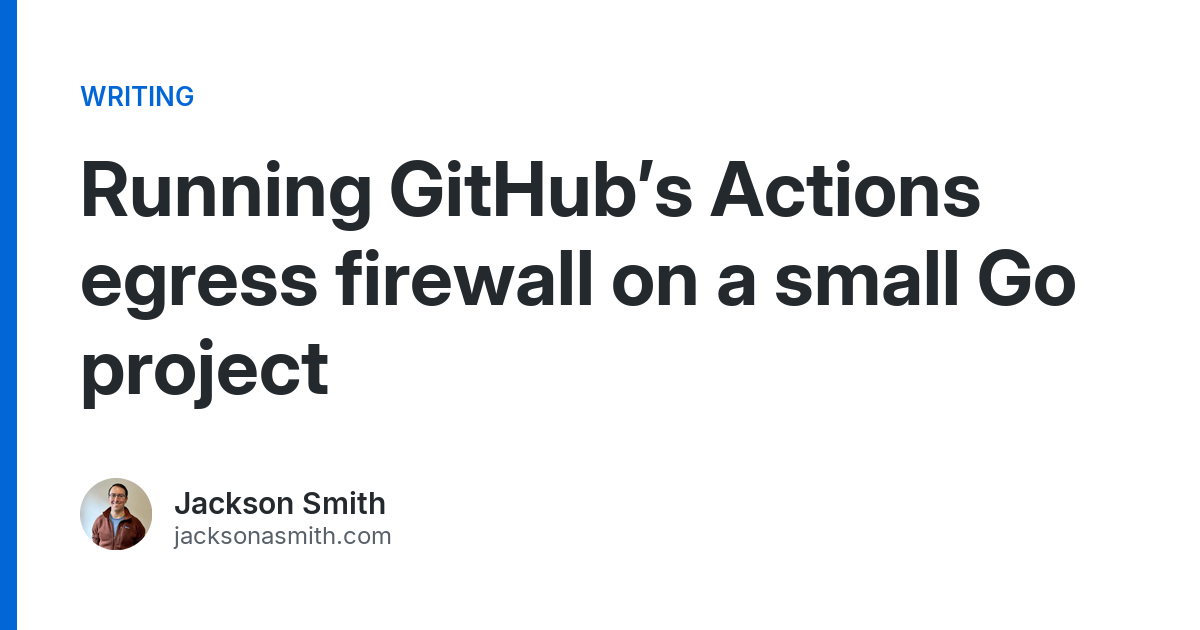 WRITING
Running GitHub’s Actions
egress firewall on a small Go
project
Jackson Smith
jacksonasmith.com